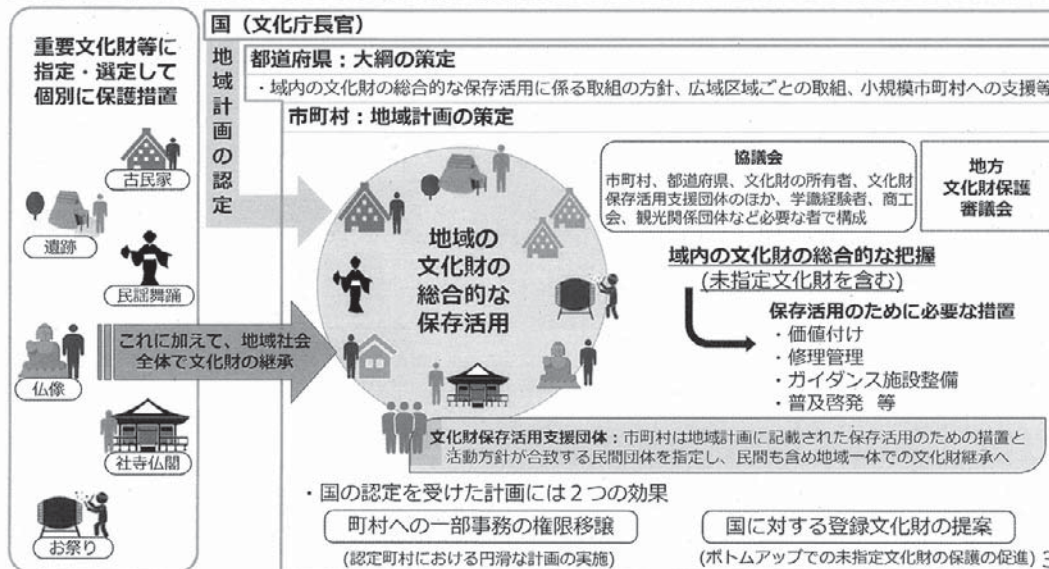 重要文化財等に
指定・選定して
個別に保護措置
古民家
遺跡
民謡舞踊
仏像
社寺仏閣
お祭り
これに加えて、地域社会
全体で文化財の継承
国（文化庁長官）
地域計画の認定
都道府県：大綱の策定
・域内の文化財の総合的な保存活用に係る取組の方針、広域区域ごとの取組、小規模市町村への支援等
市町村：地域計画の策定
地域の
文化財の
総合的な
保存活用
協議会
市町村、都道府県、文化財の所有者、文化財
保存活用支援団体のほか、学識経験者、商工
会、観光関係団体など必要な者で構成
地方
文化財保護
審議会
域内の文化財の総合的な把握
(未指定文化財を含む)
保存活用のために必要な措置
・価値付け
・修理管理
・ガイダンス施設整備
・普及啓発 等
文化財保存活用支援団体：市町村は地域計画に記載された保存活用のための措置と
活動方針が合致する民間団体を指定し、民間も含め地域一体での文化財継承へ
・国の認定を受けた計画には２つの効果
町村への一部事務の権限移譲
(認定町村における円滑な計画の実施)
国に対する登録文化財の提案
(ボトムアップでの未指定文化財の保護の促進)
3